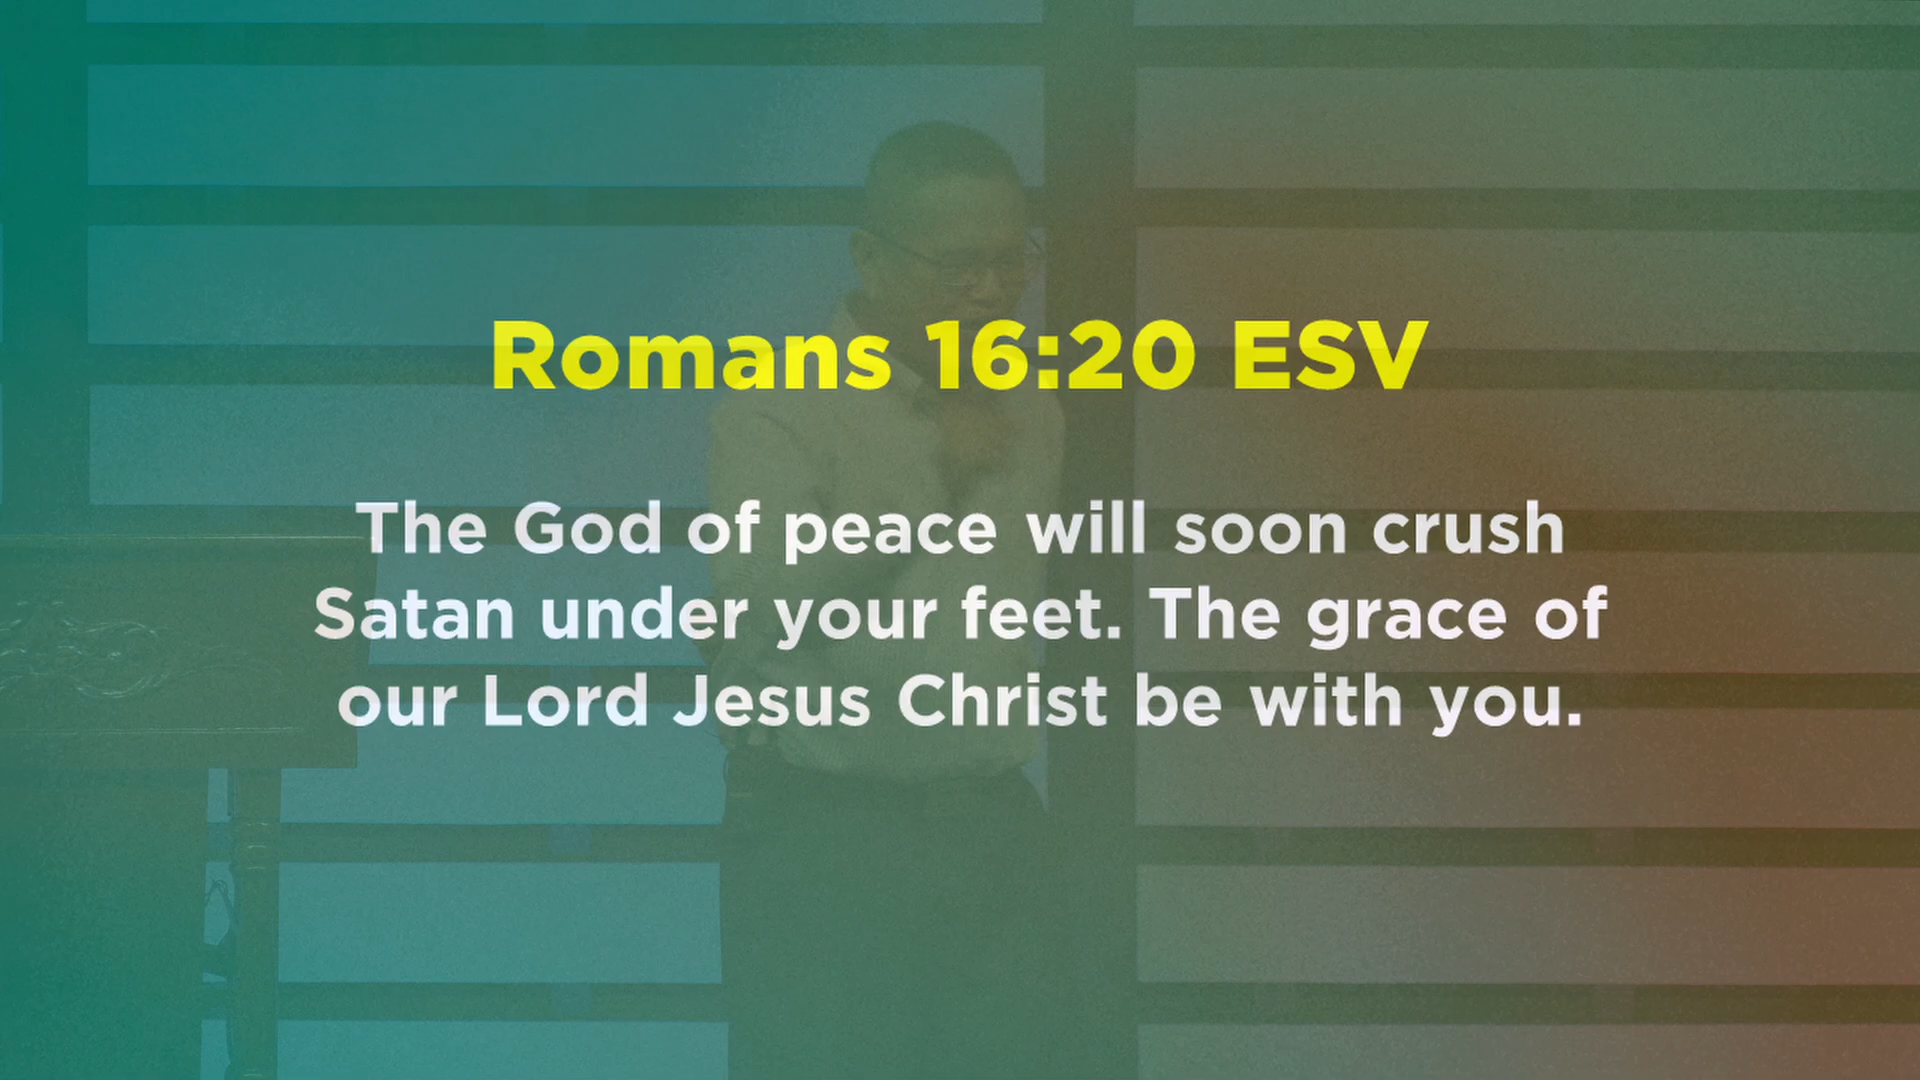 Romans 16:20 ESV
The God of peace will soon crush
Satan under your feet. The grace of
our Lord Jesus Christ be with you.